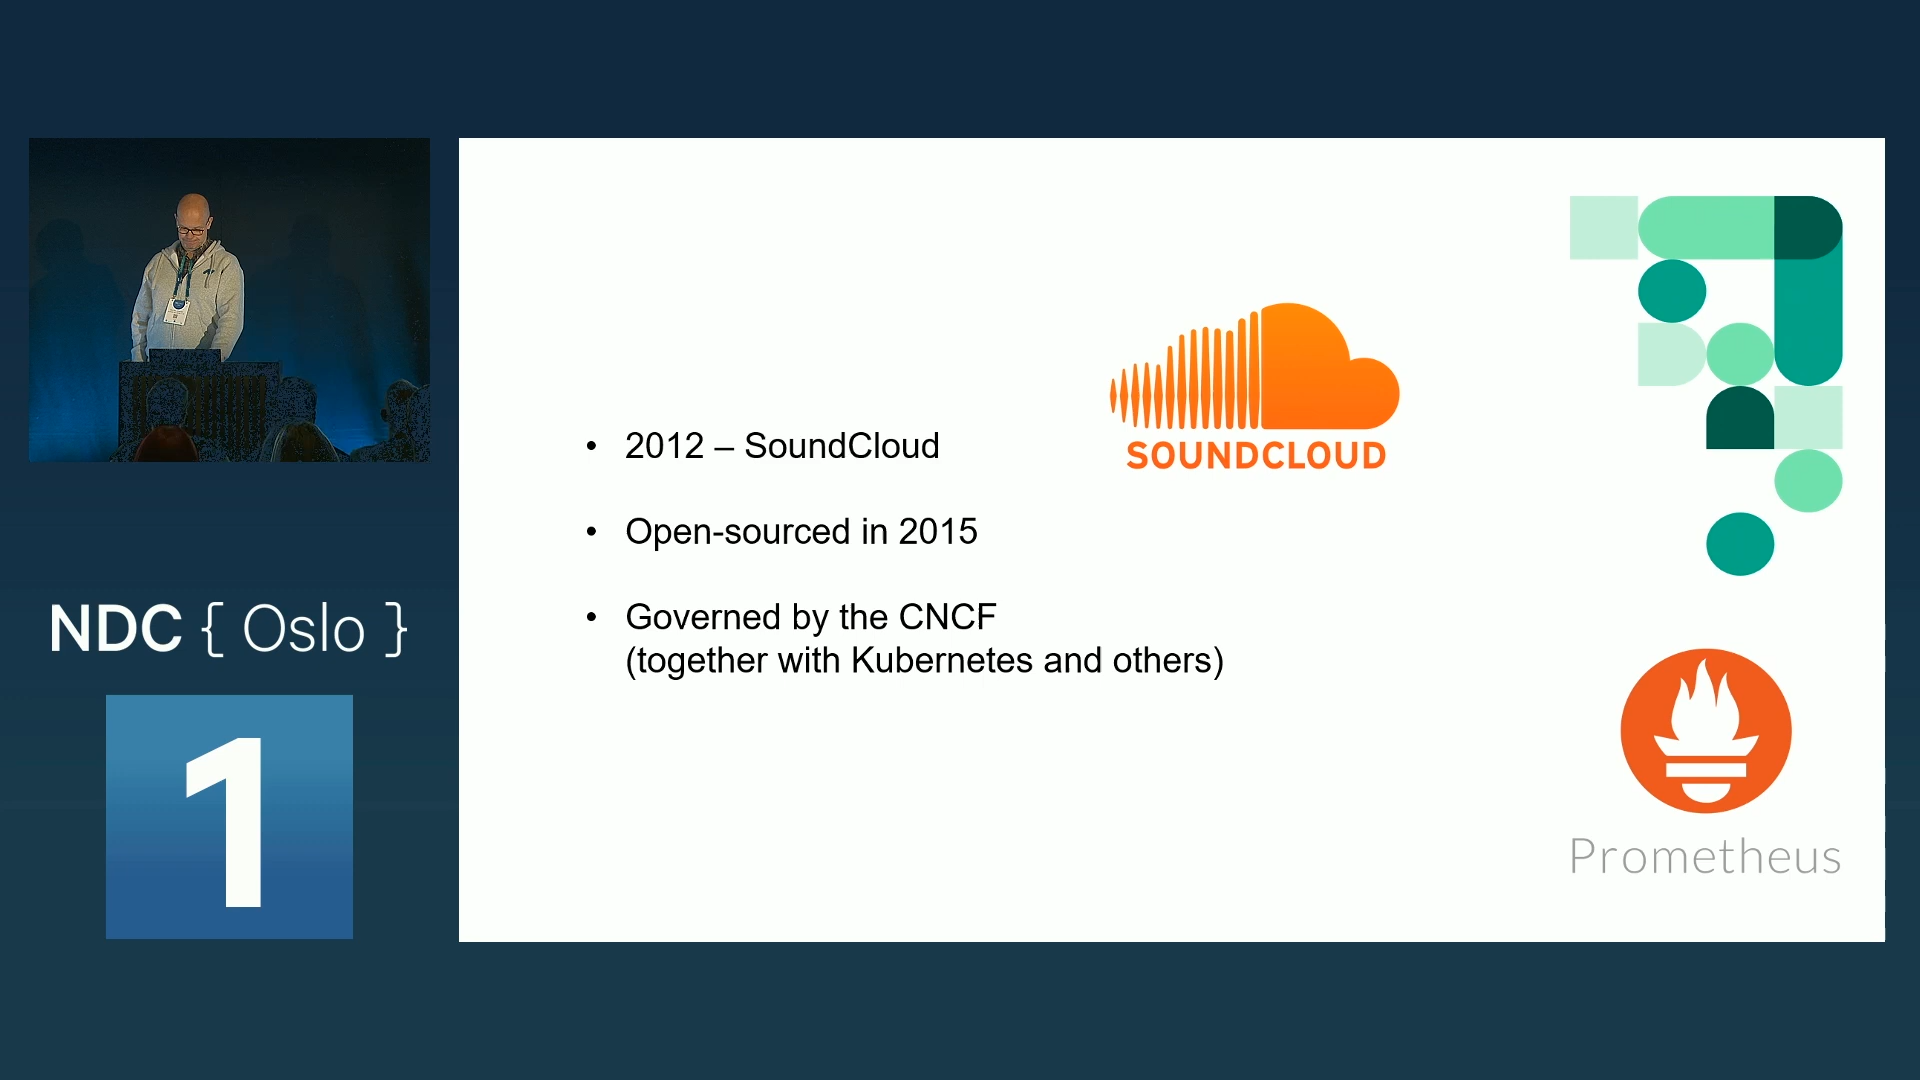 NDC { Oslo }
1
• 2012 – SoundCloud
• Open-sourced in 2015
• Governed by the CNCF
(together with Kubernetes and others)
SOUNDCLOUD
Prometheus